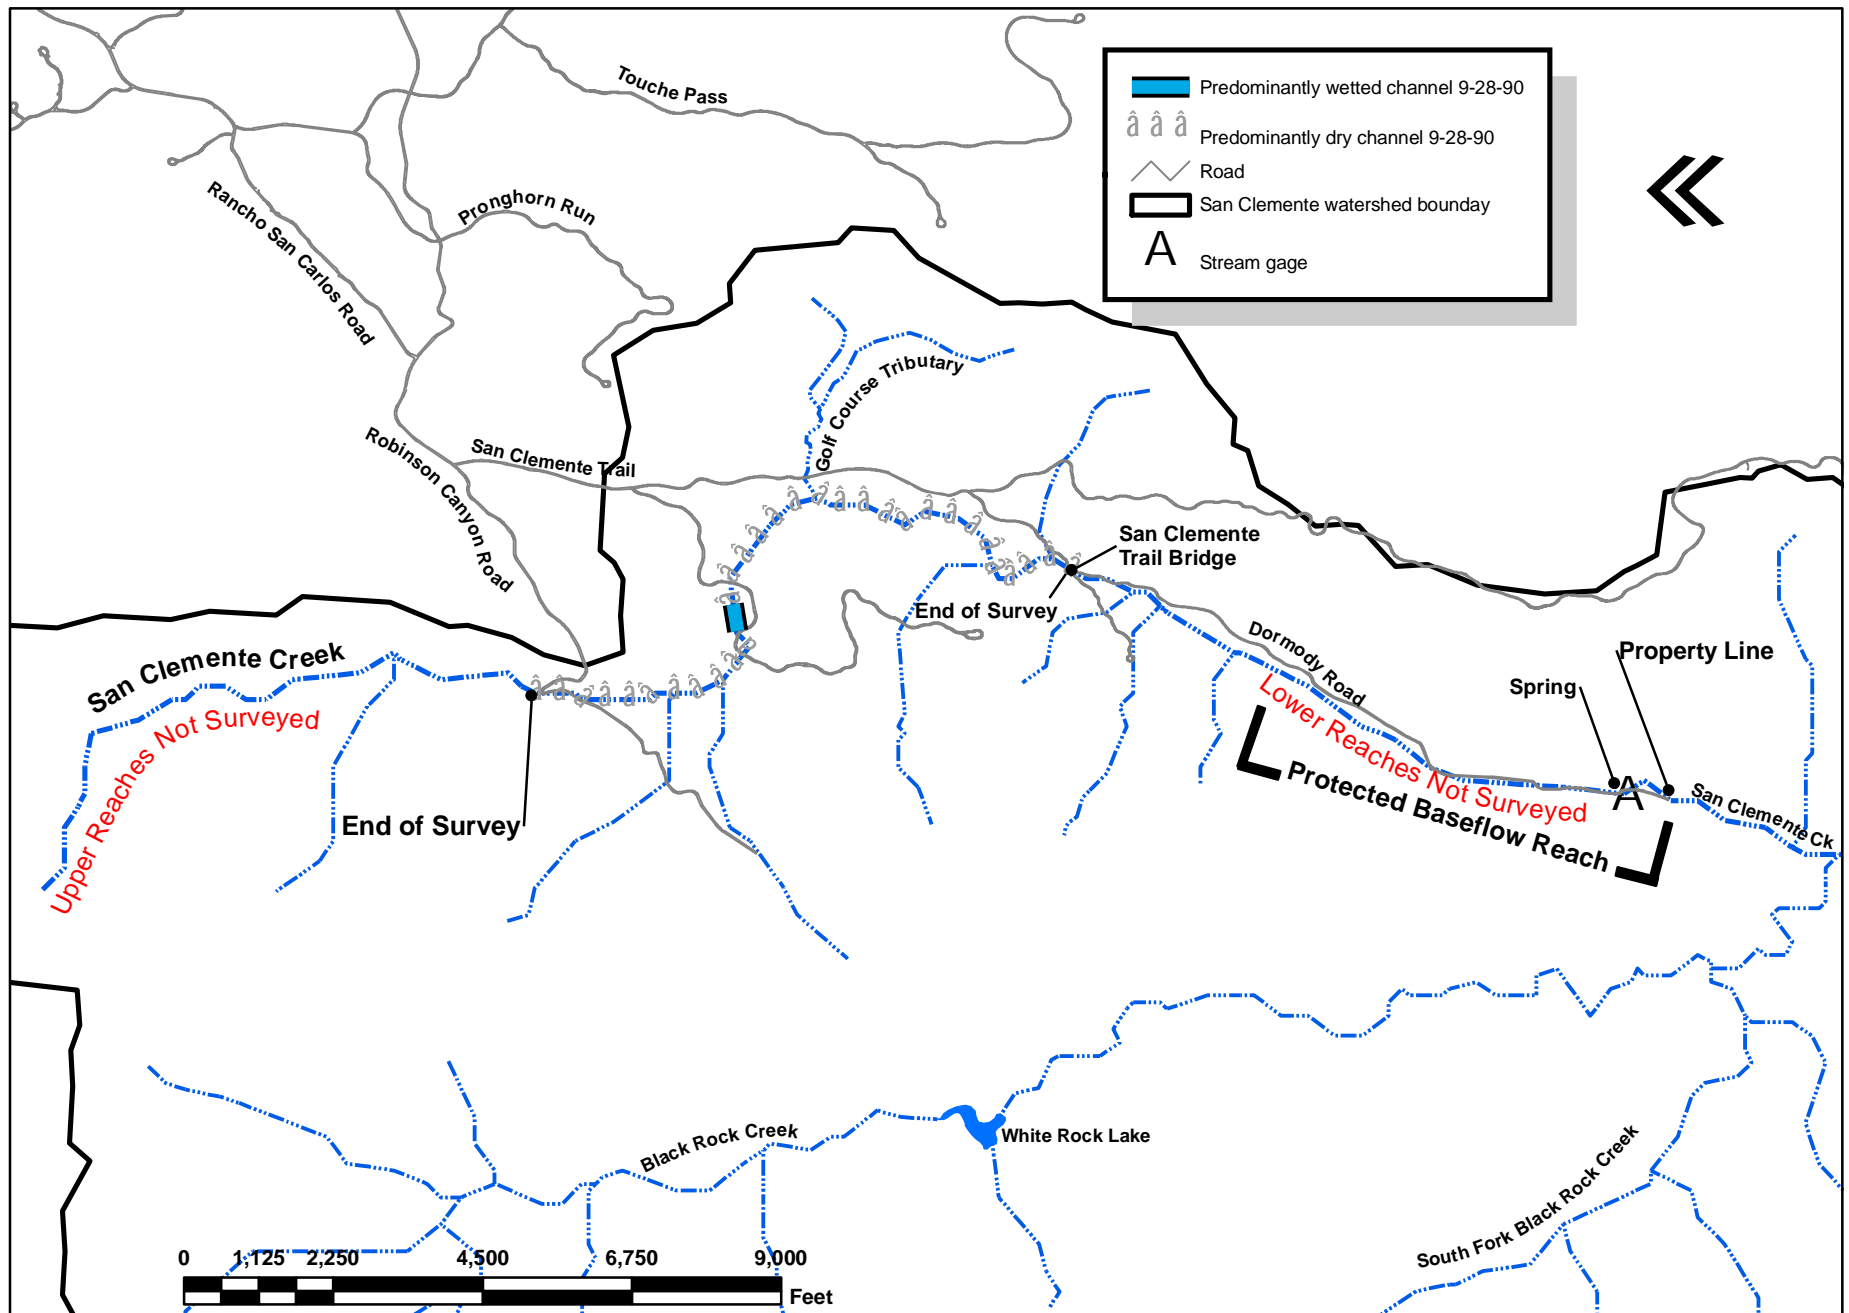 Touche Pass
Predominantly wetted channel 9-28-90
â â â Predominantly dry channel 9-28-90
Road
San Clemente watershed bounday
A Stream gage
Rancho San Carlos Road
Pronghorn Run
Golf Course Tributary
Robinson Canyon Road
San Clemente Trail
San Clemente
Trail Bridge
End of Survey
Dormody Road
Property Line
Spring
San Clemente Creek
Upper Reaches Not Surveyed
Lower Reaches Not Surveyed
A
San Clemente Ck
End of Survey
Protected Baseflow Reach
White Rock Lake
Black Rock Creek
South Fork Black Rock Creek
0 1,125 2,250 4,500 6,750 9,000
Feet